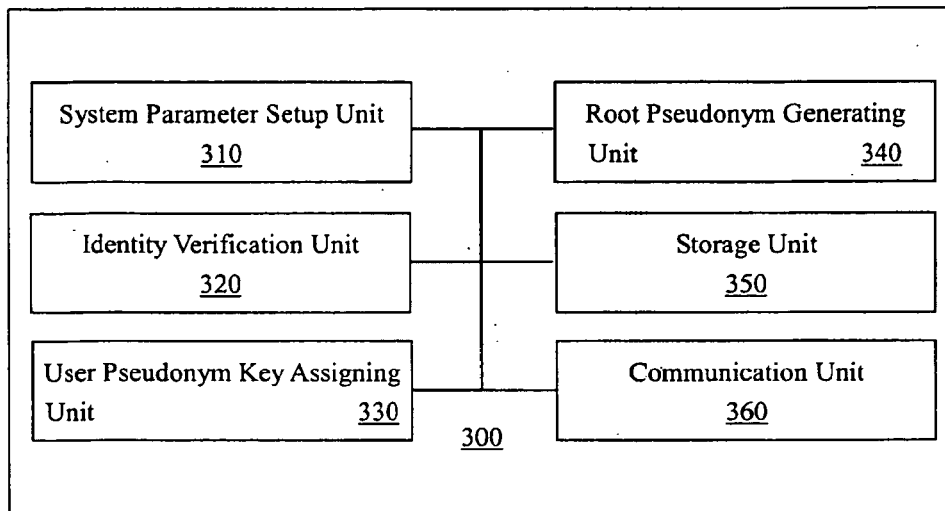 System Parameter Setup Unit
310
Root Pseudonym Generating
Unit 340
Identity Verification Unit
320
Storage Unit
350
User Pseudonym Key Assigning
Unit 330
Communication Unit
360
300